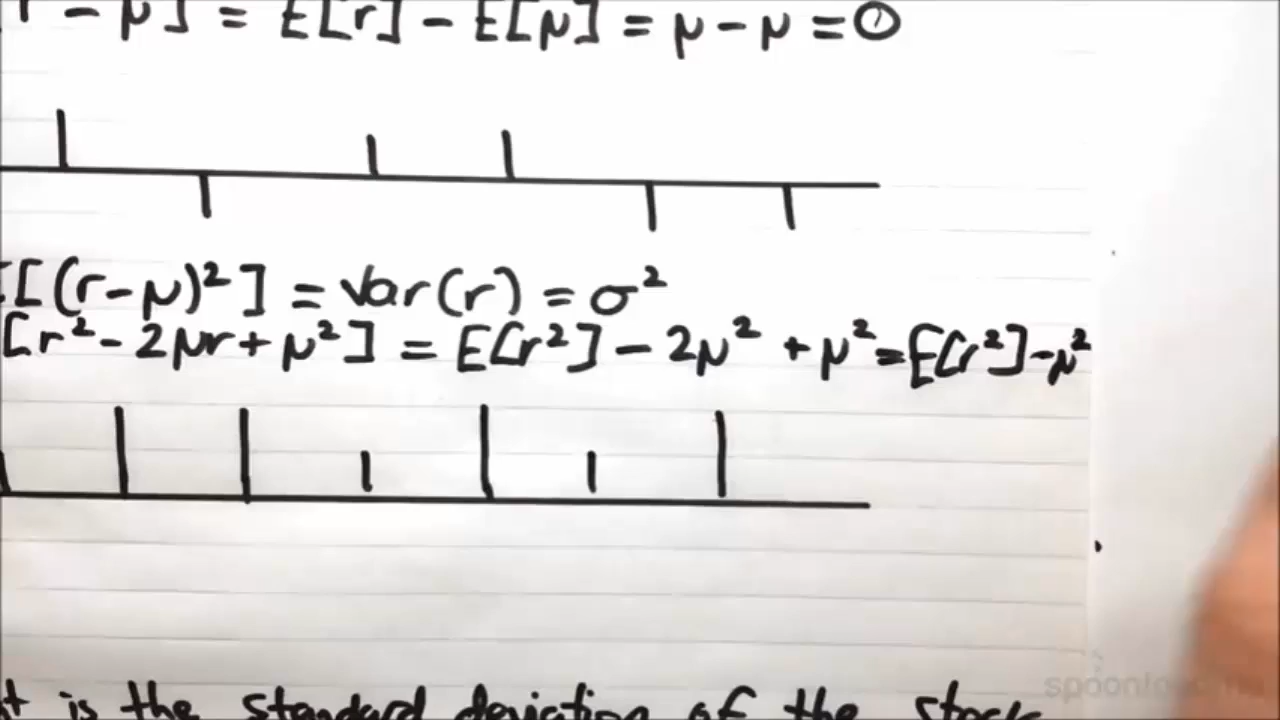 - μ] = E[r] - E[μ] = μ - μ = 0
E[(r-μ)²] = Var(r) = σ²
[r² - 2μr + μ²] = E[r²] - 2μ² + μ² = E[r²] - μ²
is the standard deviation of the stock